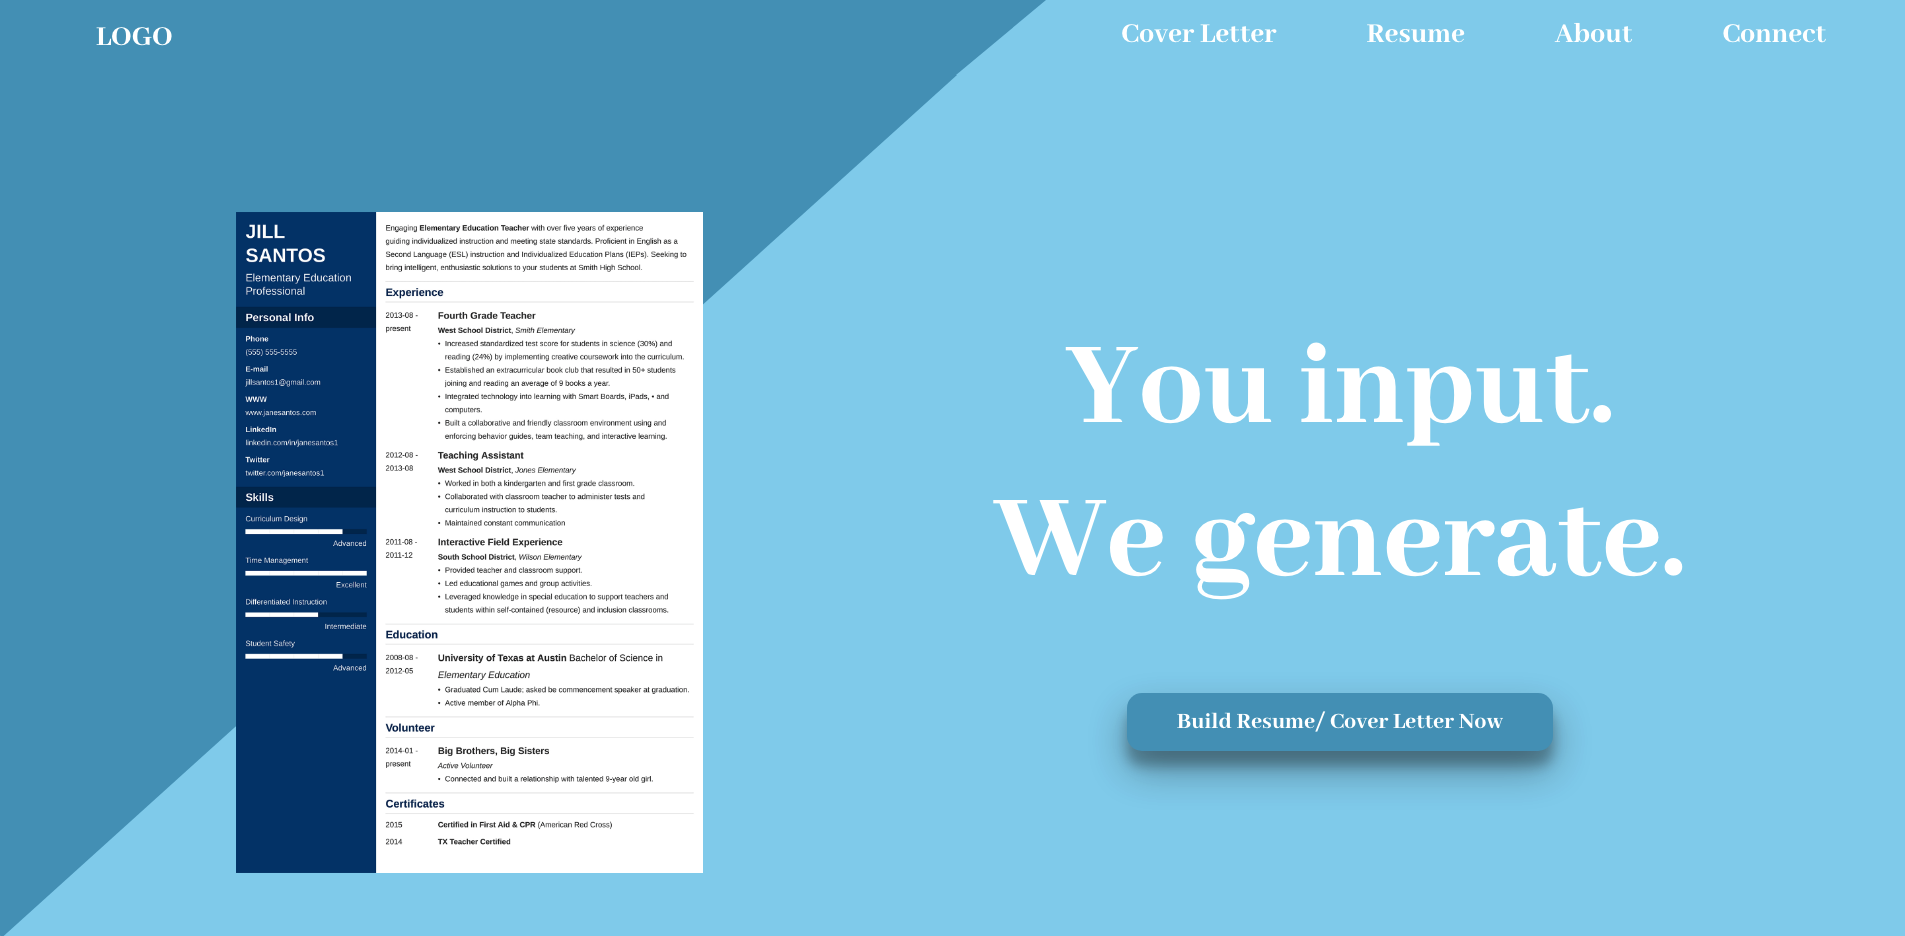 LOGO
Cover Letter
Resume
About
Connect
JILL
SANTOS
Elementary Education
Professional
Personal Info
Phone
(555) 555-5555
E-mail
jillsantos1@gmail.com
WWW
www.janesantos.com
LinkedIn
linkedin.com/in/janesantos1
Twitter
twitter.com/janesantos1
Skills
Curriculum Design
Advanced
Time Management
Excellent
Differentiated Instruction
Intermediate
Student Safety
Advanced
Engaging Elementary Education Teacher with over five years of experience
guiding individualized instruction and meeting state standards. Proficient in English as a
Second Language (ESL) instruction and Individualized Education Plans (IEPs). Seeking to
bring intelligent, enthusiastic solutions to your students at Smith High School.
Experience
2013-08 -
present
Fourth Grade Teacher
West School District, Smith Elementary
• Increased standardized test score for students in science (30%) and
reading (24%) by implementing creative coursework into the curriculum.
• Established an extracurricular book club that resulted in 50+ students
joining and reading an average of 9 books a year.
• Integrated technology into learning with Smart Boards, iPads, • and
computers.
• Built a collaborative and friendly classroom environment using and
enforcing behavior guides, team teaching, and interactive learning.
2012-08 -
2013-08
Teaching Assistant
West School District, Jones Elementary
• Worked in both a kindergarten and first grade classroom.
• Collaborated with classroom teacher to administer tests and
curriculum instruction to students.
• Maintained constant communication
2011-08 -
2011-12
Interactive Field Experience
South School District, Wilson Elementary
• Provided teacher and classroom support.
• Led educational games and group activities.
• Leveraged knowledge in special education to support teachers and
students within self-contained (resource) and inclusion classrooms.
Education
2008-08 -
2012-05
University of Texas at Austin Bachelor of Science in
Elementary Education
• Graduated Cum Laude; asked be commencement speaker at graduation.
• Active member of Alpha Phi.
Volunteer
2014-01 -
present
Big Brothers, Big Sisters
Active Volunteer
• Connected and built a relationship with talented 9-year old girl.
Certificates
2015
Certified in First Aid & CPR (American Red Cross)
2014
TX Teacher Certified
You input.
We generate.
Build Resume/ Cover Letter Now